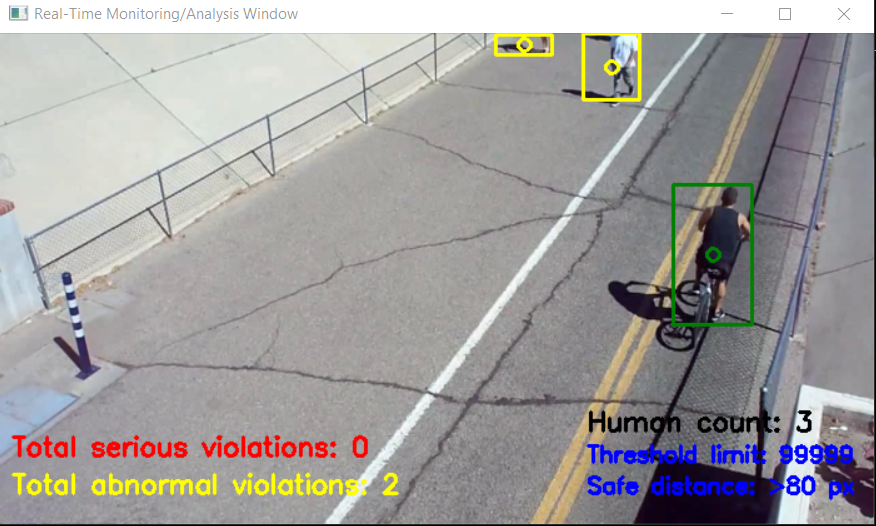 Real-Time Monitoring/Analysis Window
Human count: 3
Total serious violations: 0
Threshold limit: 99999
Total abnormal violations: 2
Safe distance: >80 px